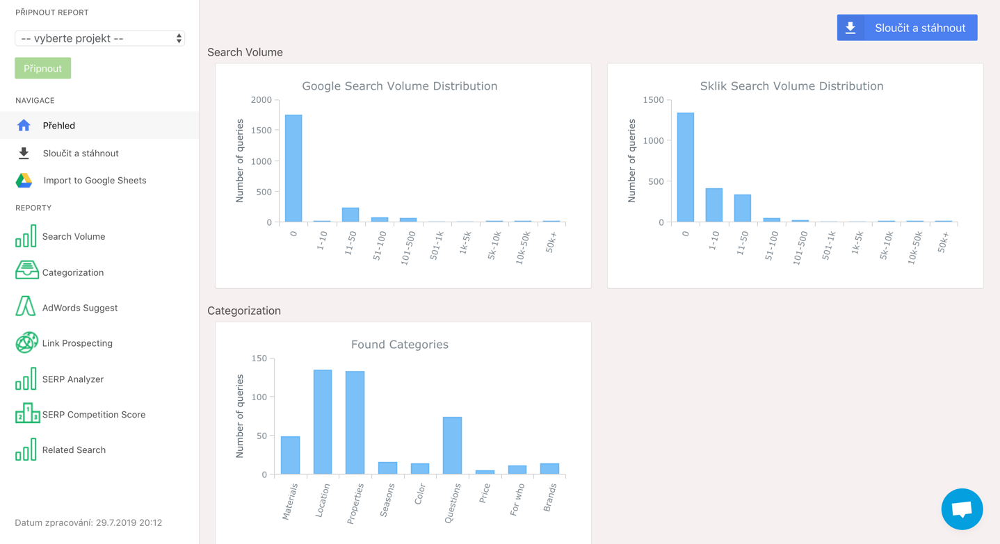 PŘIPNOUT REPORT
-- vyberte projekt --
Připnout
NAVIGACE
Přehled
Sloučit a stáhnout
Import to Google Sheets
REPORTY
Search Volume
Categorization
AdWords Suggest
Link Prospecting
SERP Analyzer
1
2 3
SERP Competition Score
Related Search
Datum zpracování: 29.7.2019 20:12
Sloučit a stáhnout
Search Volume
Google Search Volume Distribution
Number of queries
2000
1500
1000
500
0
0 1-10 11-50 51-100 101-500 501-1k 1k-5k 5k-10k 10k-50k 50k+
Sklik Search Volume Distribution
Number of queries
1500
1000
500
0
0 1-10 11-50 51-100 101-500 501-1k 1k-5k 5k-10k 10k-50k 50k+
Categorization
Found Categories
Number of queries
150
100
50
0
Materials Location Properties Seasons Color Questions Price For who Brands